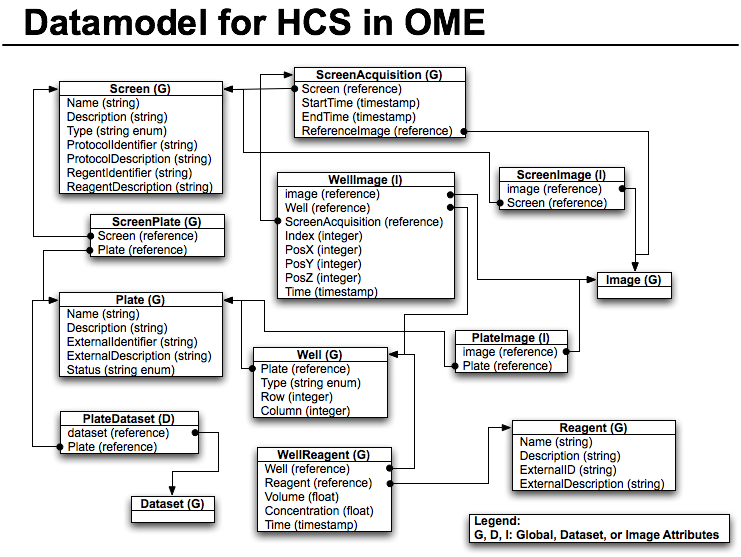 Datamodel for HCS in OME
Screen (G)
Name (string)
Description (string)
Type (string enum)
ProtocolIdentifier (string)
ProtocolDescription (string)
RegentIdentifier (string)
ReagentDescription (string)
ScreenAcquisition (G)
Screen (reference)
StartTime (timestamp)
EndTime (timestamp)
ReferenceImage (reference)
WellImage (I)
image (reference)
Well (reference)
ScreenAcquisition (reference)
Index (integer)
PosX (integer)
PosY (integer)
PosZ (integer)
Time (timestamp)
ScreenImage (I)
image (reference)
Screen (reference)
ScreenPlate (G)
Screen (reference)
Plate (reference)
Image (G)
Plate (G)
Name (string)
Description (string)
ExternalIdentifier (string)
ExternalDescription (string)
Status (string enum)
Well (G)
Plate (reference)
Type (string enum)
Row (integer)
Column (integer)
PlateImage (I)
image (reference)
Plate (reference)
PlateDataset (D)
dataset (reference)
Plate (reference)
Dataset (G)
WellReagent (G)
Well (reference)
Reagent (reference)
Volume (float)
Concentration (float)
Time (timestamp)
Reagent (G)
Name (string)
Description (string)
ExternalID (string)
ExternalDescription (string)
Legend:
G, D, I: Global, Dataset, or Image Attributes